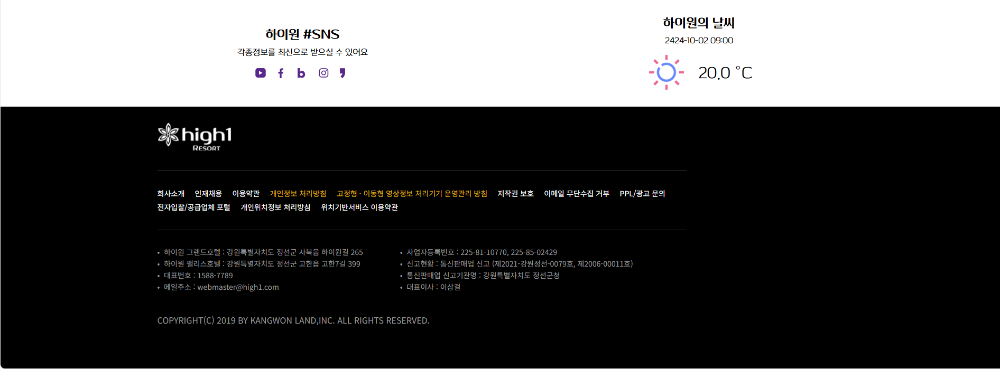 하이원 #SNS
각종정보를 최신으로 받으실 수 있어요
하이원의 날씨
2424-10-02 09:00
20.0 °C
high1
RESORT
회사소개 인재채용 이용약관 개인정보 처리방침 고정형 · 이동형 영상정보 처리기기 운영관리 방침 저작권 보호 이메일 무단수집 거부 PPL/광고 문의
전자입찰/공급업체 포털 개인위치정보 처리방침 위치기반서비스 이용약관
• 하이원 그랜드호텔 : 강원특별자치도 정선군 사북읍 하이원길 265
• 하이원 팰리스호텔 : 강원특별자치도 정선군 고한읍 고한7길 399
• 대표번호 : 1588-7789
• 메일주소 : webmaster@high1.com
• 사업자등록번호 : 225-81-10770, 225-85-02429
• 신고현황 : 통신판매업 신고 (제2021-강원정선-0079호, 제2006-00011호)
• 통신판매업 신고기관명 : 강원특별자치도 정선군청
• 대표이사 : 이삼걸
COPYRIGHT(C) 2019 BY KANGWON LAND,INC. ALL RIGHTS RESERVED.